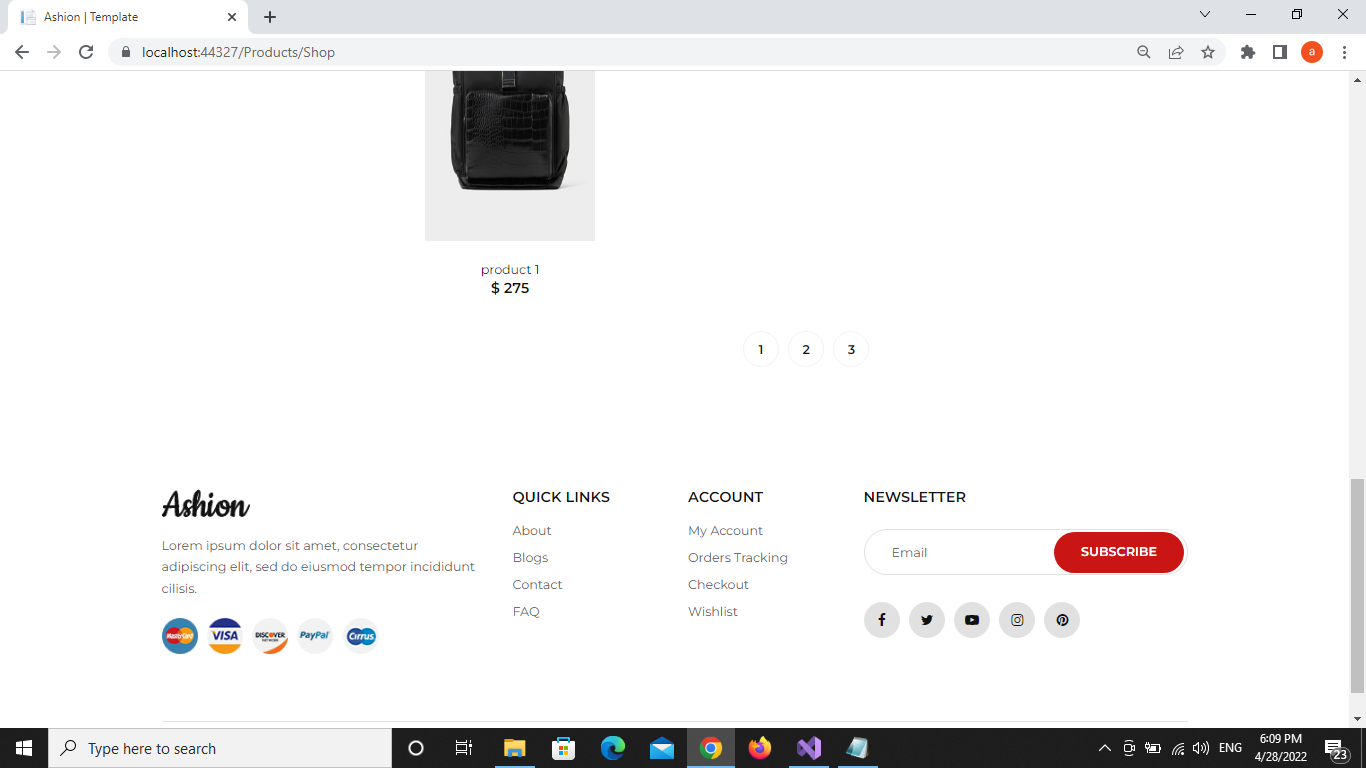 Ashion | Template
localhost:44327/Products/Shop
a
product 1
$ 275
1 2 3
Ashion
Lorem ipsum dolor sit amet, consectetur
adipiscing elit, sed do eiusmod tempor incididunt
cilisis.
MasterCard VISA DISCOVER NETWORK PayPal Cirrus
QUICK LINKS
About
Blogs
Contact
FAQ
ACCOUNT
My Account
Orders Tracking
Checkout
Wishlist
NEWSLETTER
Email SUBSCRIBE
Type here to search
ENG
6:09 PM
4/28/2022
23